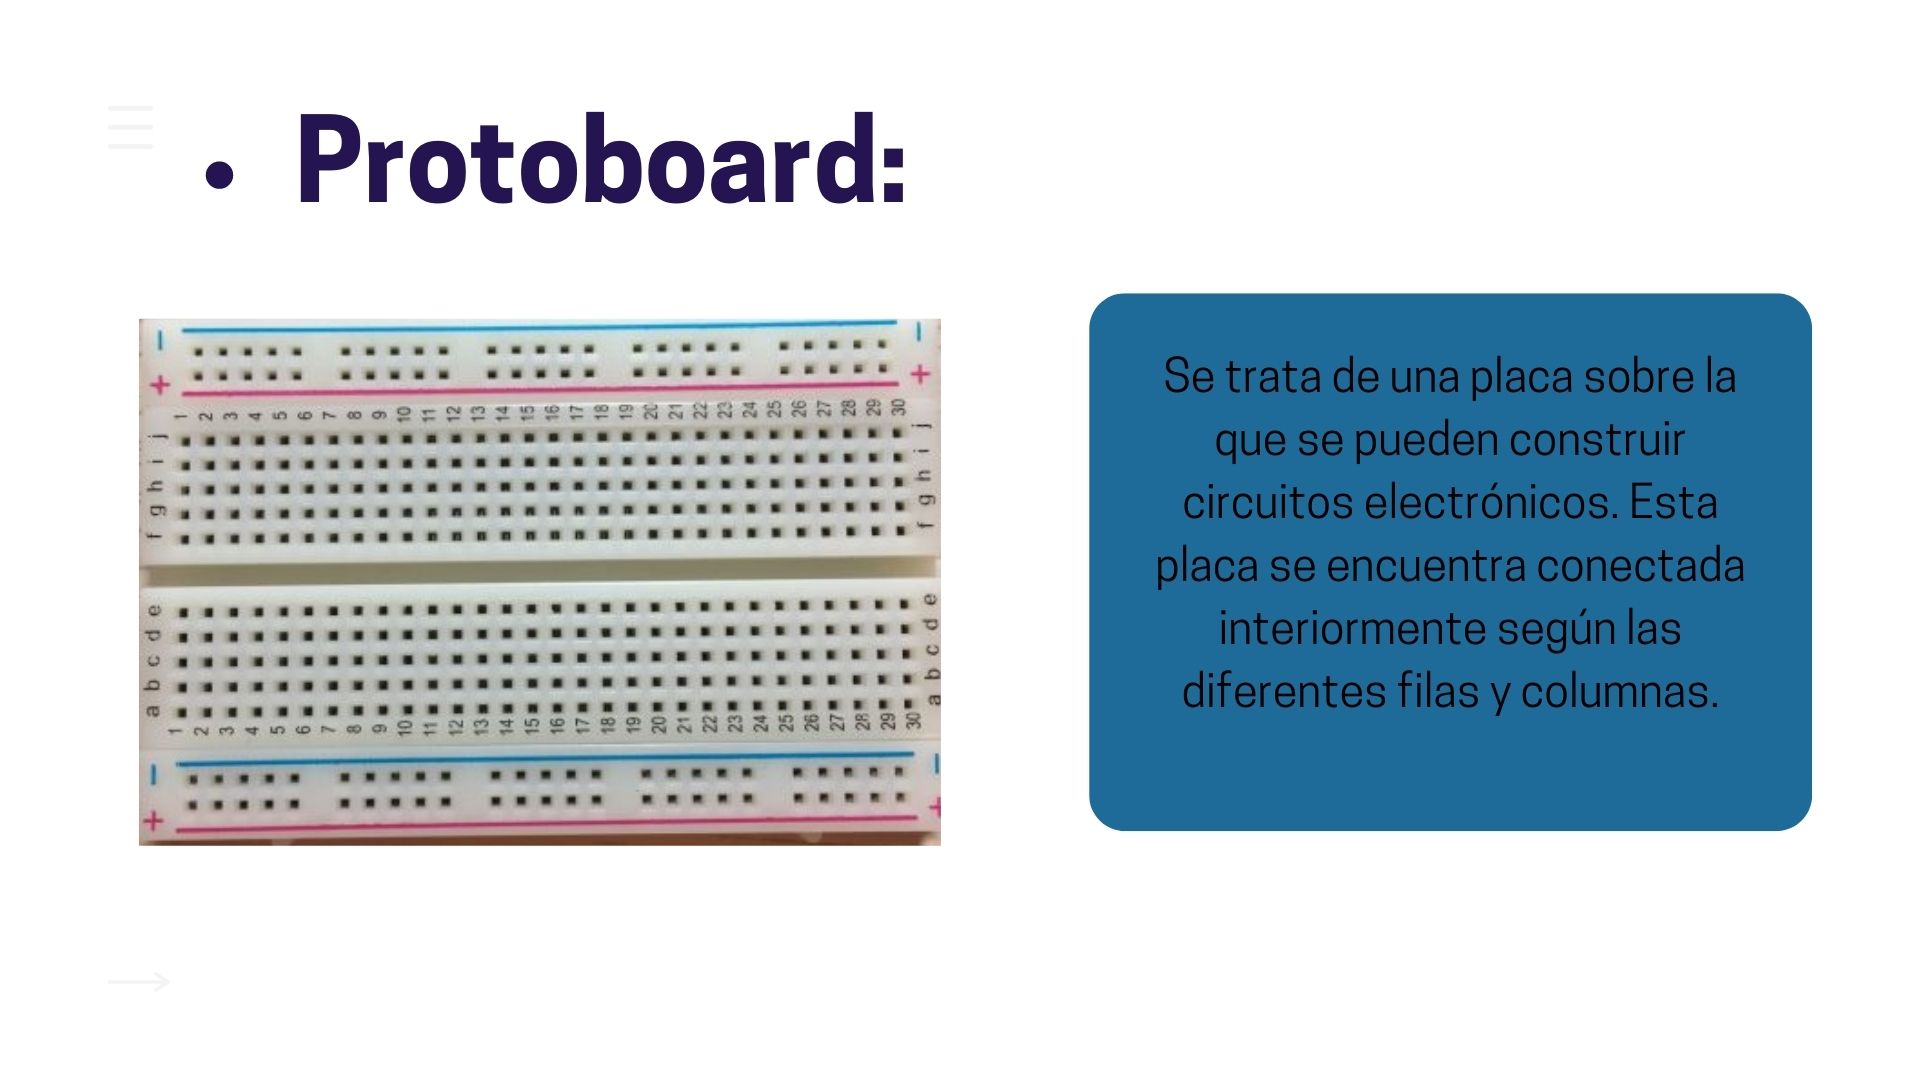 • Protoboard:
− −
+ +
1 2 3 4 5 6 7 8 9 10 11 12 13 14 15 16 17 18 19 20 21 22 23 24 25 26 27 28 29 30
j j
i i
h h
g g
f f
e e
d d
c c
b b
a a
1 2 3 4 5 6 7 8 9 10 11 12 13 14 15 16 17 18 19 20 21 22 23 24 25 26 27 28 29 30
− −
+ +
Se trata de una placa sobre la
que se pueden construir
circuitos electrónicos. Esta
placa se encuentra conectada
interiormente según las
diferentes filas y columnas.